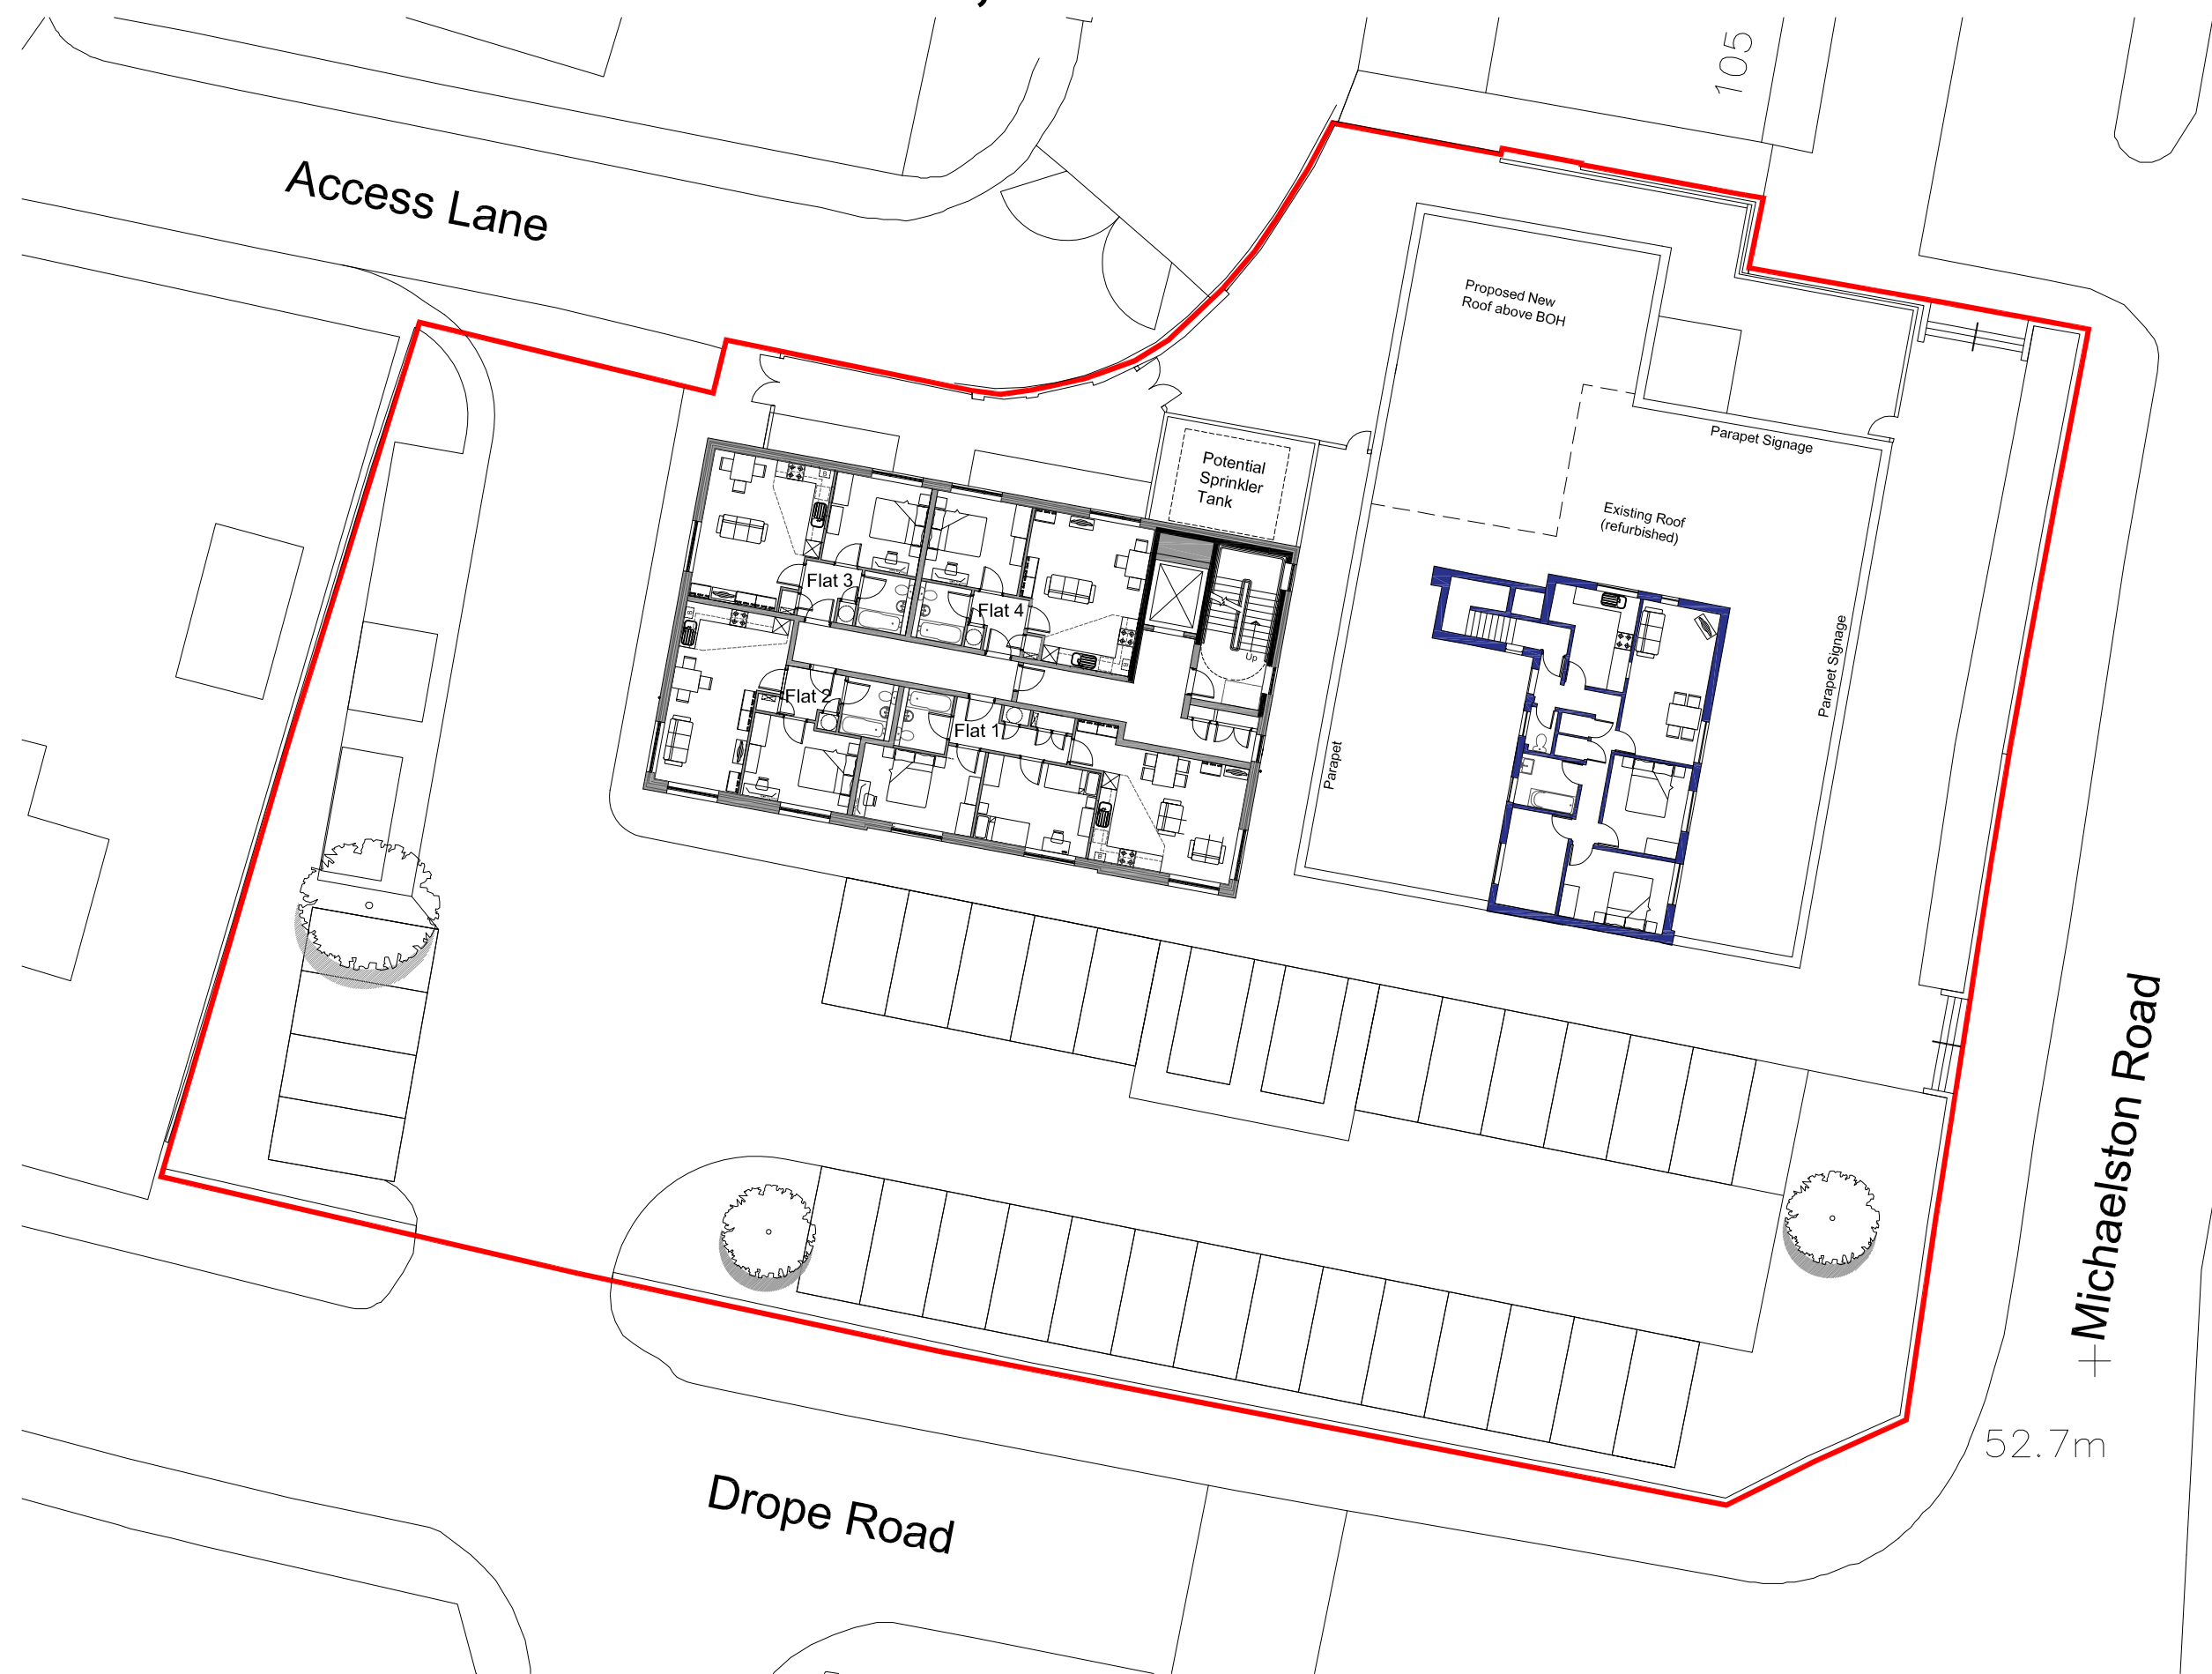 105
Access Lane
Proposed New
Roof above BOH
Parapet Signage
Potential
Sprinkler
Tank
Existing Roof
(refurbished)
Flat 3
Flat 4
Up
Parapet Signage
Flat 2
Flat 1
Parapet
Michaelston Road
52.7m
Drope Road